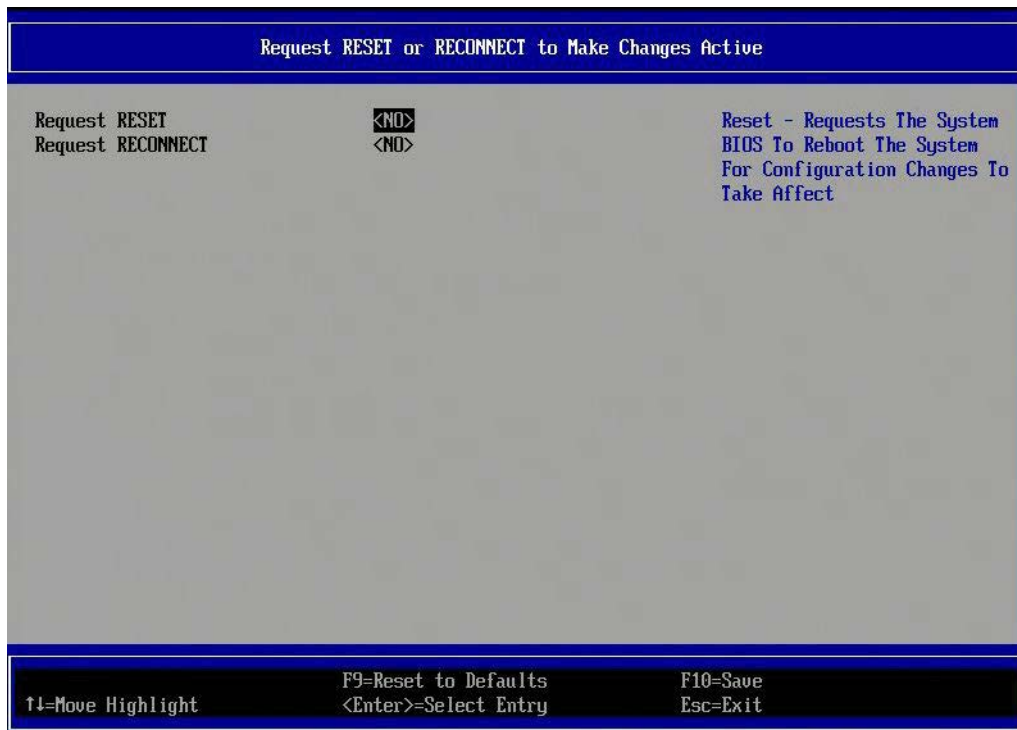 Request RESET or RECONNECT to Make Changes Active
Request RESET <NO>
Request RECONNECT <NO>
Reset - Requests The System
BIOS To Reboot The System
For Configuration Changes To
Take Affect
F9=Reset to Defaults F10=Save
↑↓=Move Highlight <Enter>=Select Entry Esc=Exit